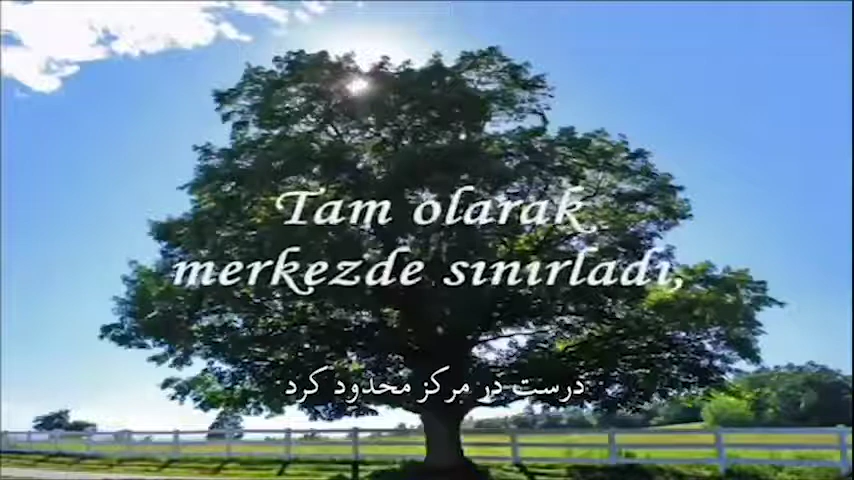 Tam olarak
merkezde sınırladı,
درست در مرکز محدود کرد